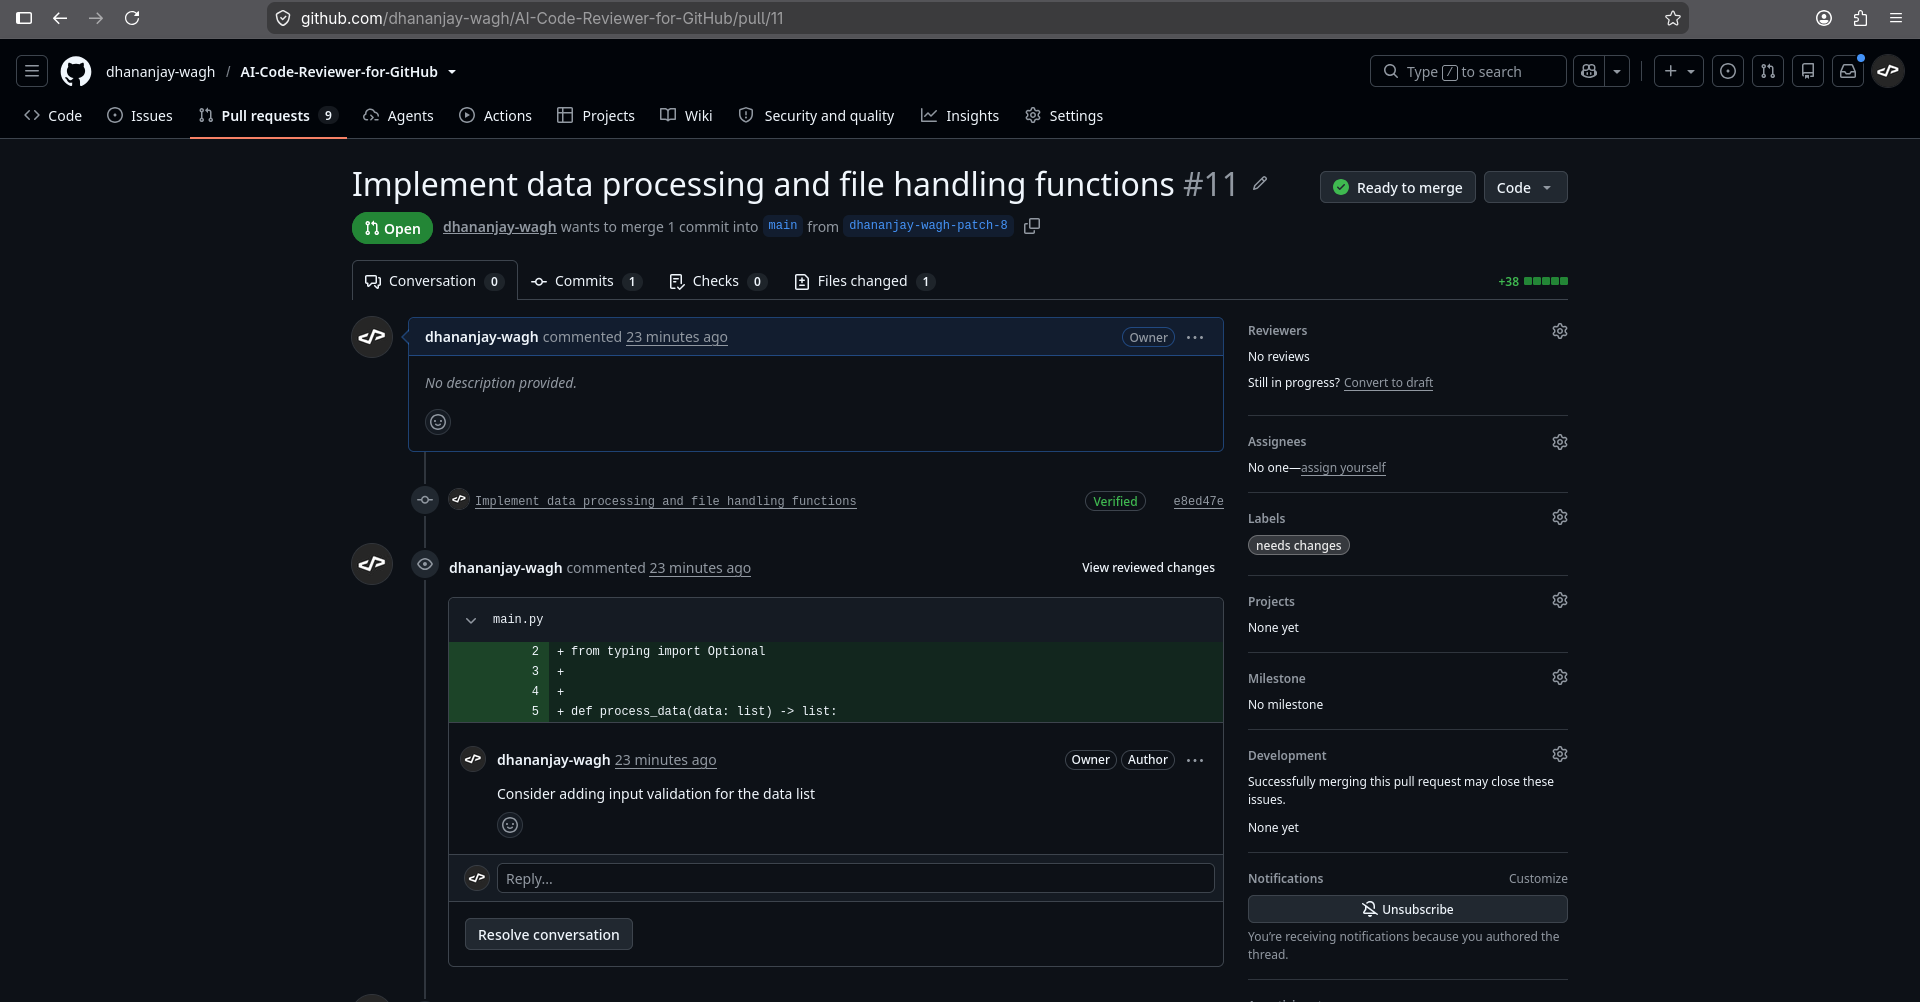 github.com/dhananjay-wagh/AI-Code-Reviewer-for-GitHub/pull/11
dhananjay-wagh / AI-Code-Reviewer-for-GitHub
Type / to search
Code
Issues
Pull requests 9
Agents
Actions
Projects
Wiki
Security and quality
Insights
Settings
Implement data processing and file handling functions #11
Ready to merge
Code
Open
dhananjay-wagh wants to merge 1 commit into main from dhananjay-wagh-patch-8
Conversation 0
Commits 1
Checks 0
Files changed 1
+38
dhananjay-wagh commented 23 minutes ago
Owner
No description provided.
Implement data processing and file handling functions
Verified
e8ed47e
dhananjay-wagh commented 23 minutes ago
View reviewed changes
main.py
2 + from typing import Optional
3 +
4 +
5 + def process_data(data: list) -> list:
dhananjay-wagh 23 minutes ago
Owner
Author
Consider adding input validation for the data list
Reply...
Resolve conversation
Reviewers
No reviews
Still in progress? Convert to draft
Assignees
No one—assign yourself
Labels
needs changes
Projects
None yet
Milestone
No milestone
Development
Successfully merging this pull request may close these
issues.
None yet
Notifications
Customize
Unsubscribe
You're receiving notifications because you authored the
thread.